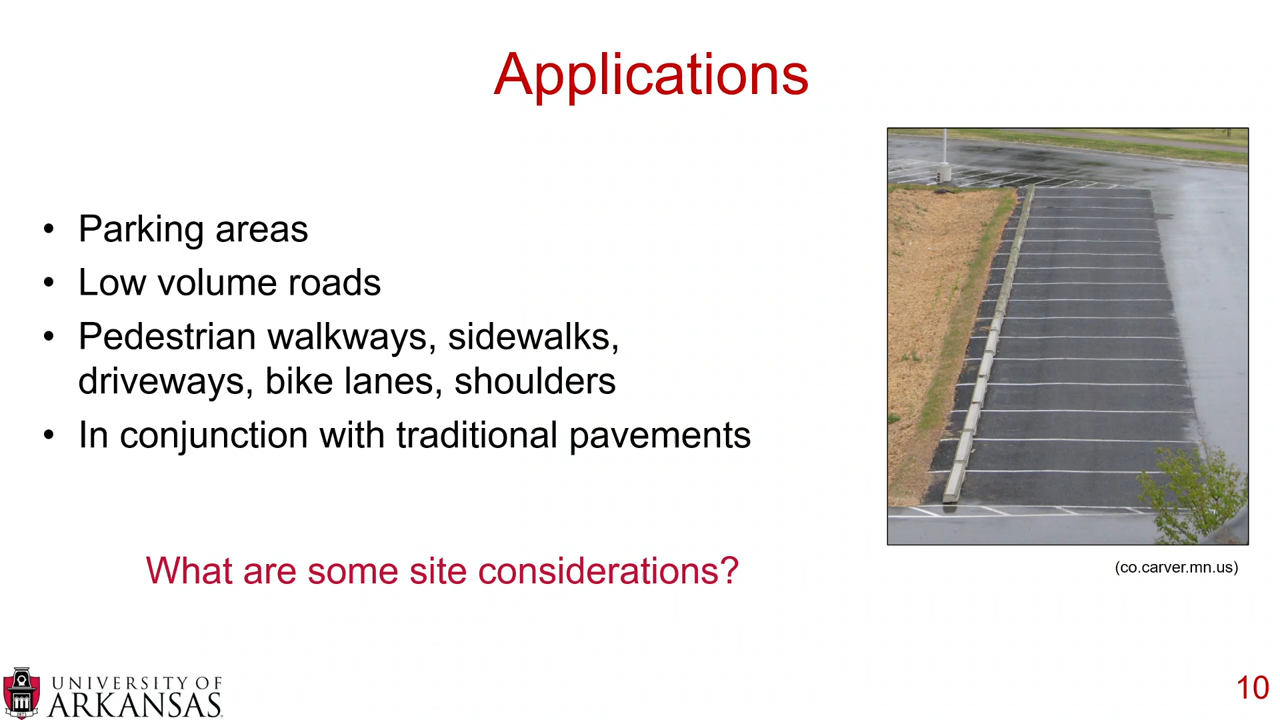 Applications
• Parking areas
• Low volume roads
• Pedestrian walkways, sidewalks,
driveways, bike lanes, shoulders
• In conjunction with traditional pavements
What are some site considerations?
(co.carver.mn.us)
UNIVERSITY OF
ARKANSAS
10